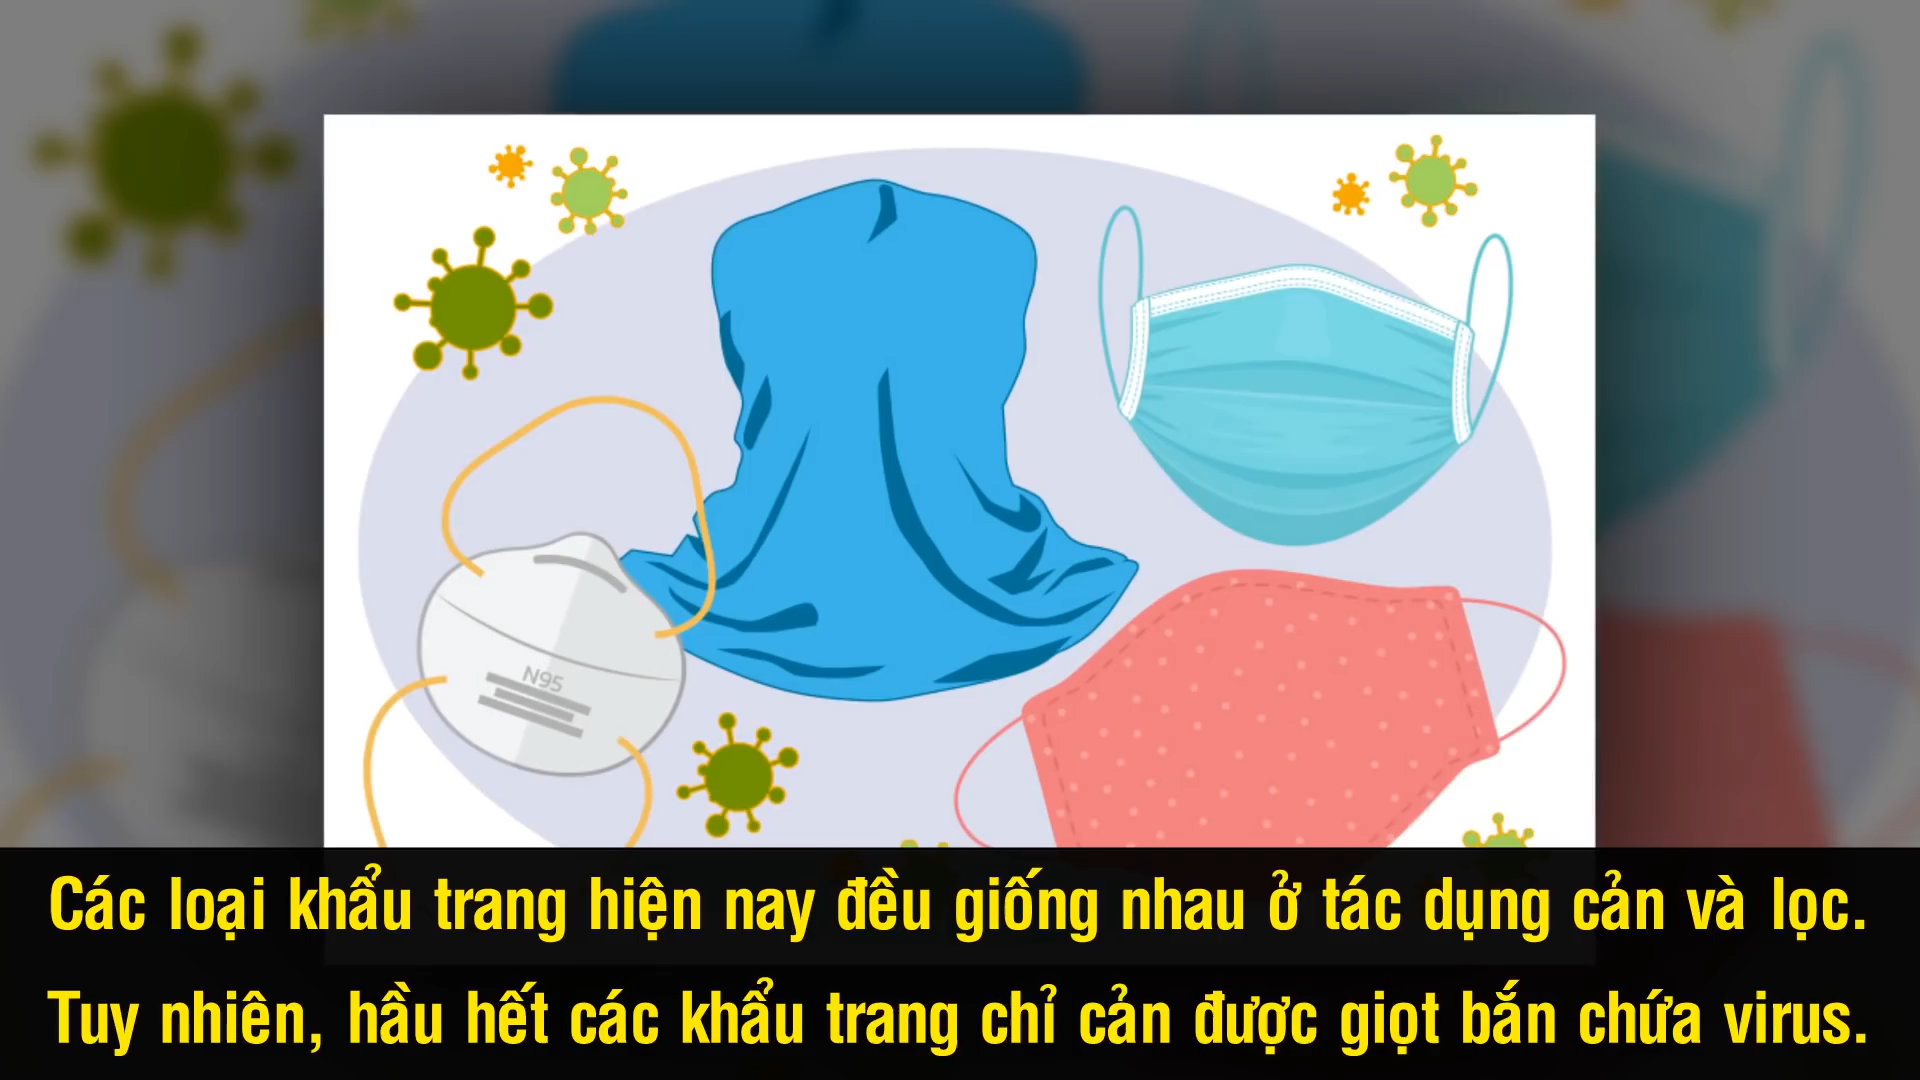 N95
Các loại khẩu trang hiện nay đều giống nhau ở tác dụng cản và lọc.
Tuy nhiên, hầu hết các khẩu trang chỉ cản được giọt bắn chứa virus.